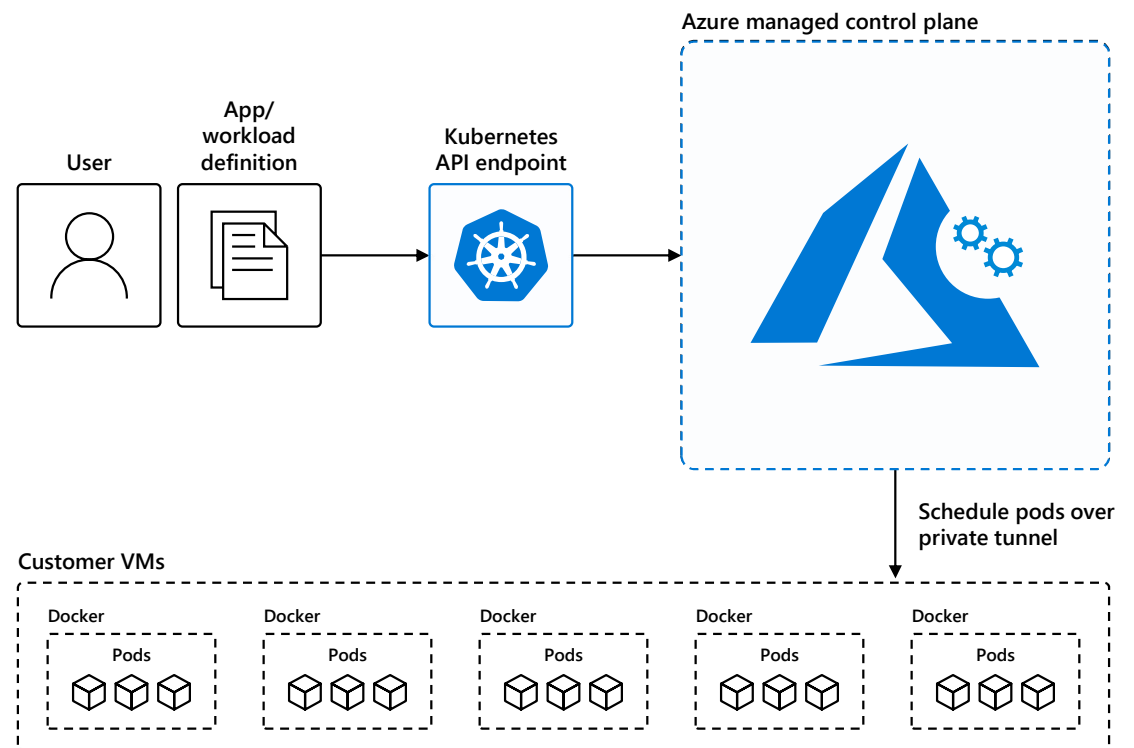 Azure managed control plane
App/
workload
definition
User
Kubernetes
API endpoint
Schedule pods over
private tunnel
Customer VMs
Docker
Docker
Docker
Docker
Docker
Pods
Pods
Pods
Pods
Pods